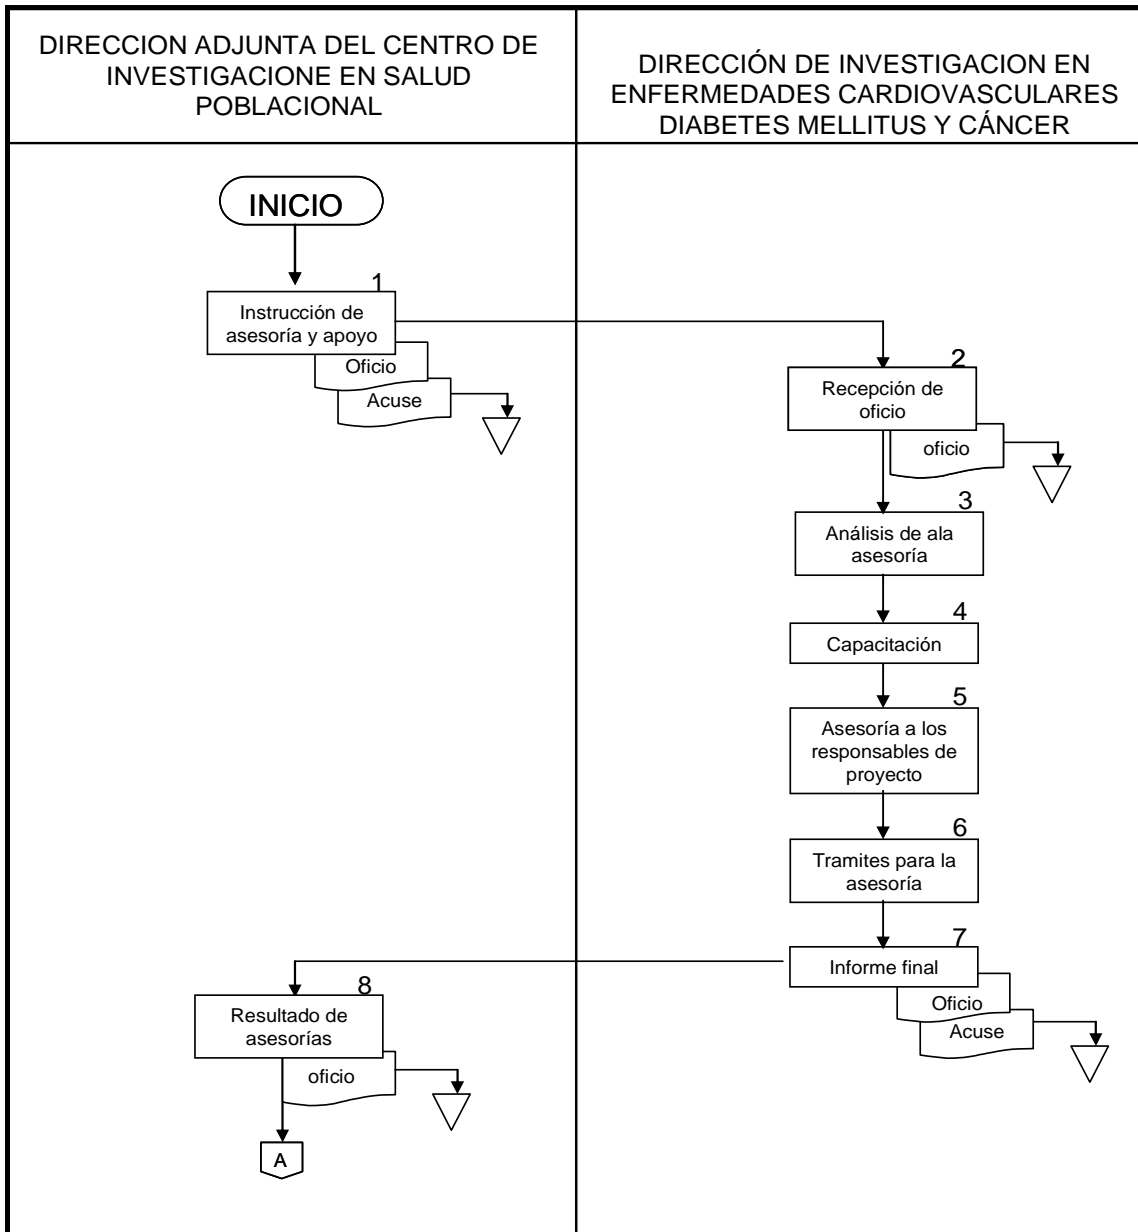 DIRECCION ADJUNTA DEL CENTRO DE
INVESTIGACIONE EN SALUD
POBLACIONAL
DIRECCIÓN DE INVESTIGACION EN
ENFERMEDADES CARDIOVASCULARES
DIABETES MELLITUS Y CÁNCER
INICIO
1
Instrucción de
asesoría y apoyo
Oficio
Acuse
2
Recepción de
oficio
oficio
3
Análisis de ala
asesoría
4
Capacitación
5
Asesoría a los
responsables de
proyecto
6
Tramites para la
asesoría
7
Informe final
Oficio
Acuse
8
Resultado de
asesorías
oficio
A